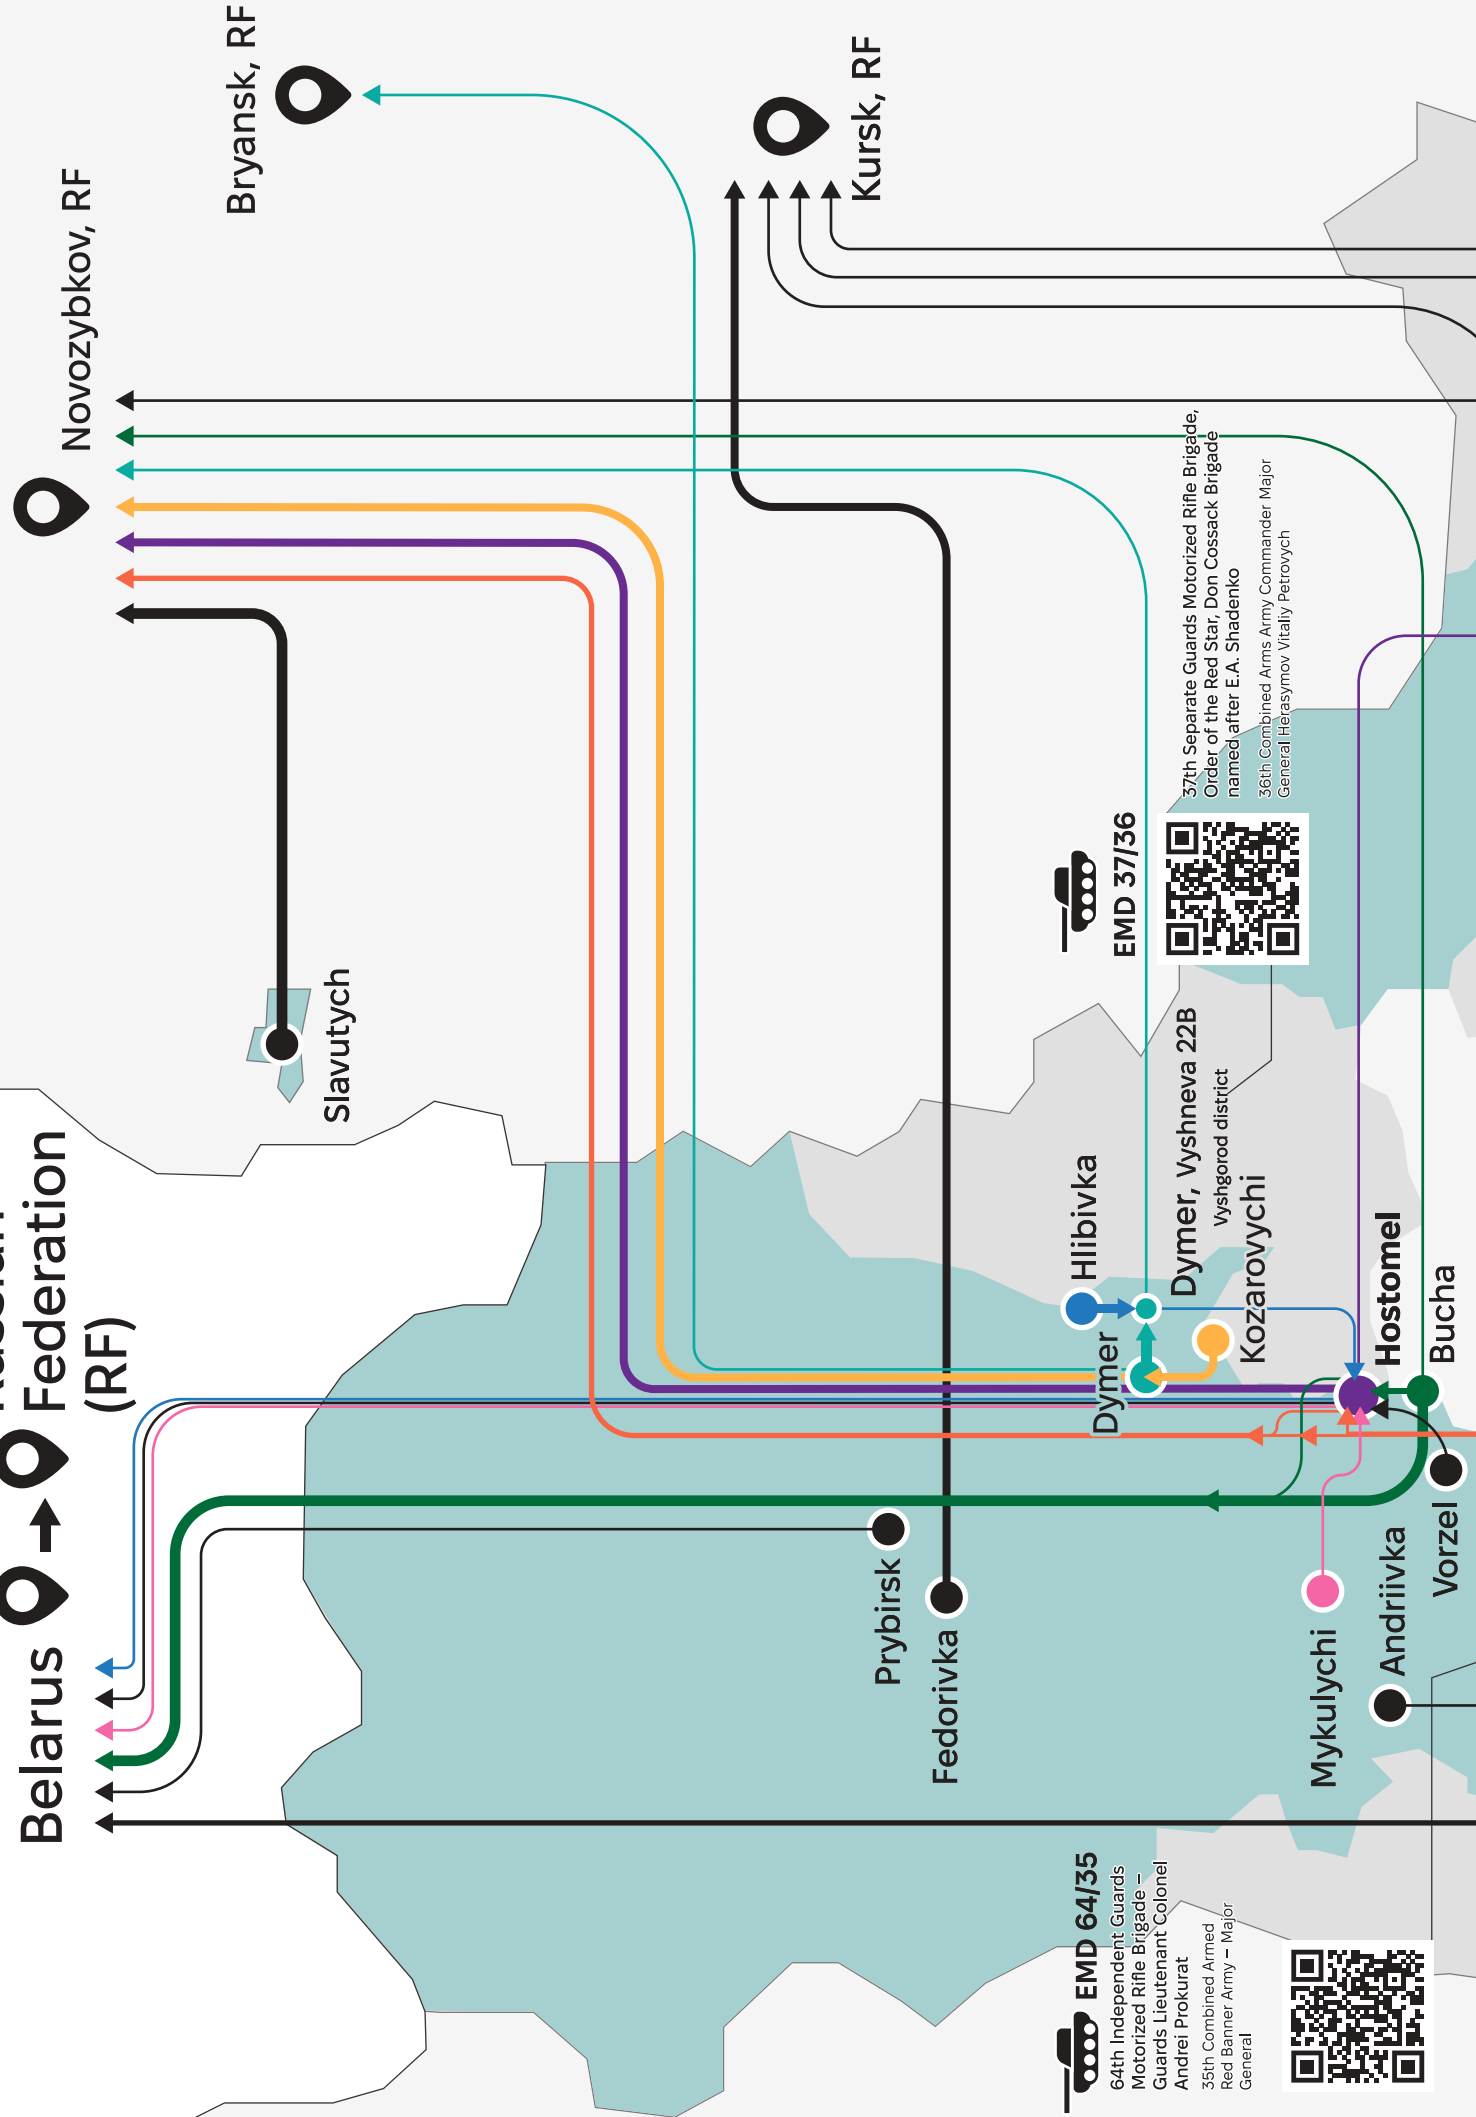 Federation
(RF)
Belarus
Novozybkov, RF
Bryansk, RF
Kursk, RF
Slavutych
Prybirsk
Fedorivka
Hlibivka
Dymer
Dymer, Vyshneva 22B
Vyshgorod district
Kozarovychi
Hostomel
Bucha
Vorzel
Andriivka
Mykulychi
EMD 37/36
37th Separate Guards Motorized Rifle Brigade,
Order of the Red Star, Don Cossack Brigade
named after E.A. Shadenko
36th Combined Arms Army Commander Major
General Herasymov Vitaliy Petrovych
EMD 64/35
64th Independent Guards
Motorized Rifle Brigade –
Guards Lieutenant Colonel
Andrei Prokurat
35th Combined Armed
Red Banner Army – Major
General